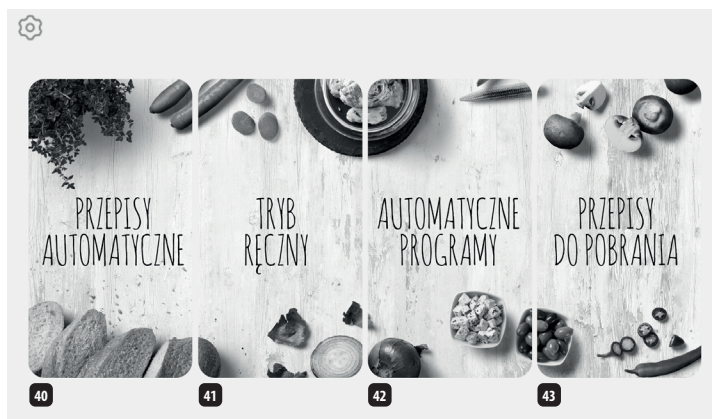 PRZEPISY
AUTOMATYCZNE
TRYB
RĘCZNY
AUTOMATYCZNE
PROGRAMY
PRZEPISY
DO POBRANIA
40
41
42
43